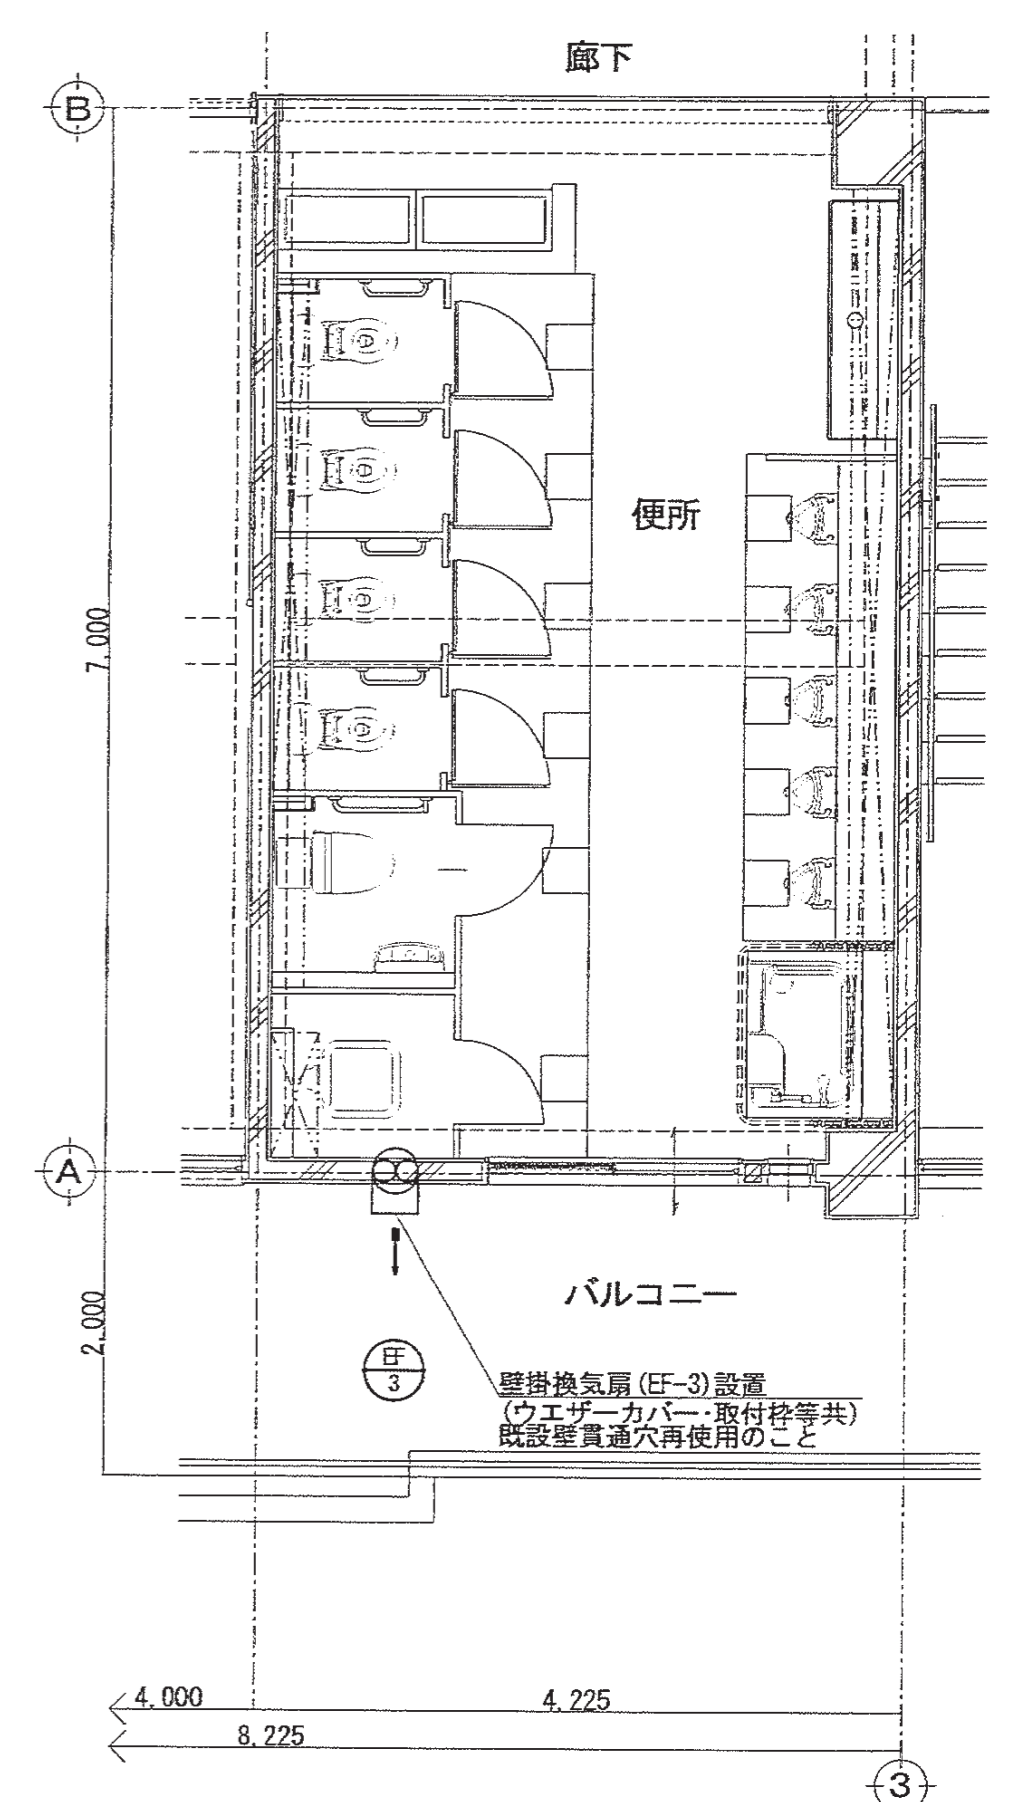 廊下
B
便所
7,000
A
2,000
バルコニー
EF
3
壁掛換気扇(EF-3)設置
(ウエザーカバー・取付枠等共)
既設壁貫通穴再使用のこと
4,000
4,225
8,225
3